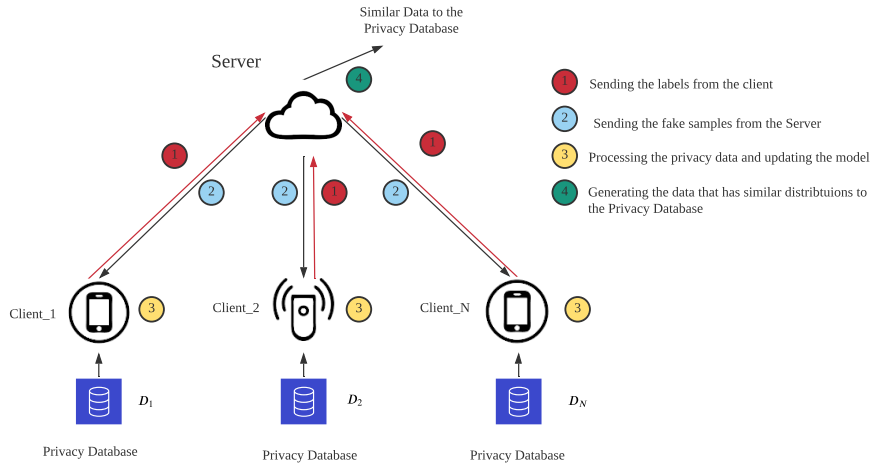 Similar Data to the
Privacy Database
Server
4
1 Sending the labels from the client
2 Sending the fake samples from the Server
3 Processing the privacy data and updating the model
4 Generating the data that has similar distribtuions to
the Privacy Database
1
1
2
2
1
2
Client_1
3
Client_2
3
Client_N
3
D1
D2
DN
Privacy Database
Privacy Database
Privacy Database